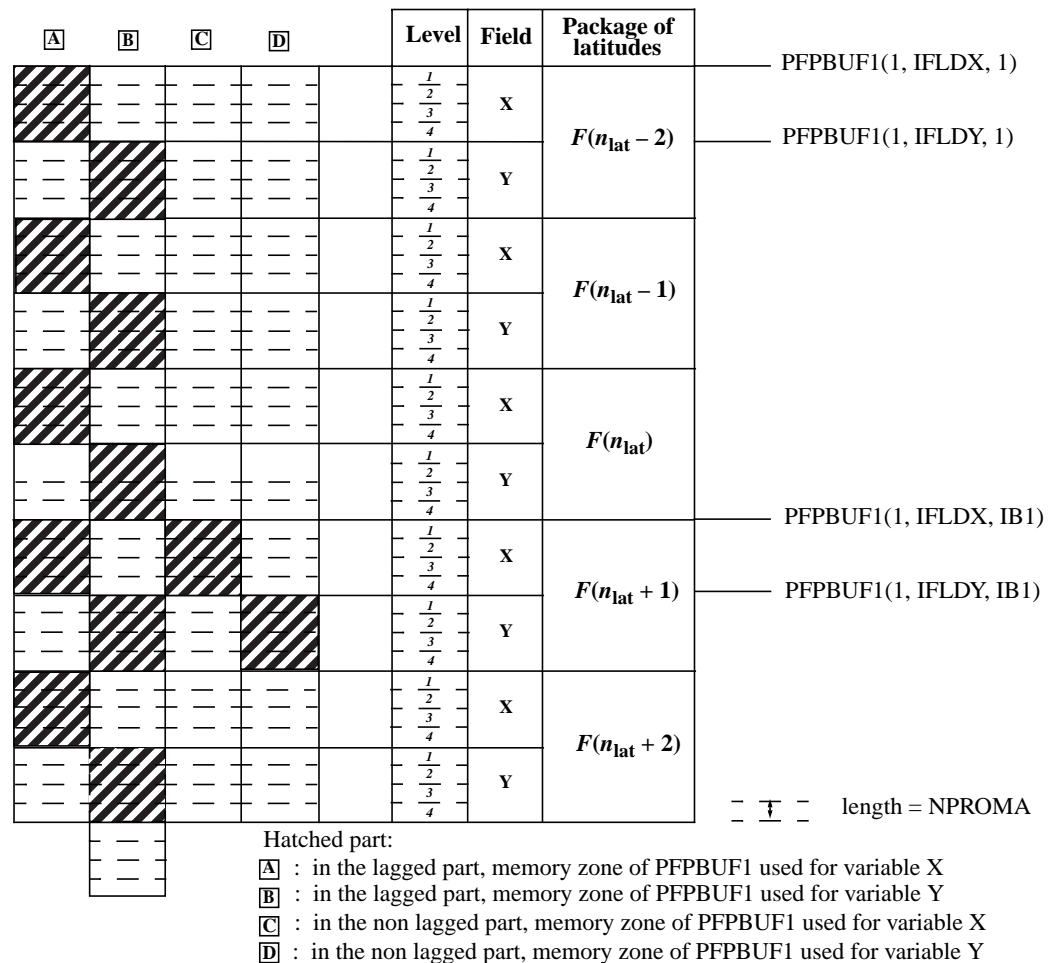 A B C D Level Field Package of latitudes
PFPBUF1(1, IFLDX, 1)
1
2
3
4
X
F(nlat – 2)
PFPBUF1(1, IFLDY, 1)
1
2
3
4
Y
1
2
3
4
X
F(nlat – 1)
1
2
3
4
Y
1
2
3
4
X
F(nlat)
1
2
3
4
Y
PFPBUF1(1, IFLDX, IB1)
1
2
3
4
X
F(nlat + 1)
PFPBUF1(1, IFLDY, IB1)
1
2
3
4
Y
1
2
3
4
X
F(nlat + 2)
1
2
3
4
Y
length = NPROMA
Hatched part:
A : in the lagged part, memory zone of PFPBUF1 used for variable X
B : in the lagged part, memory zone of PFPBUF1 used for variable Y
C : in the non lagged part, memory zone of PFPBUF1 used for variable X
D : in the non lagged part, memory zone of PFPBUF1 used for variable Y